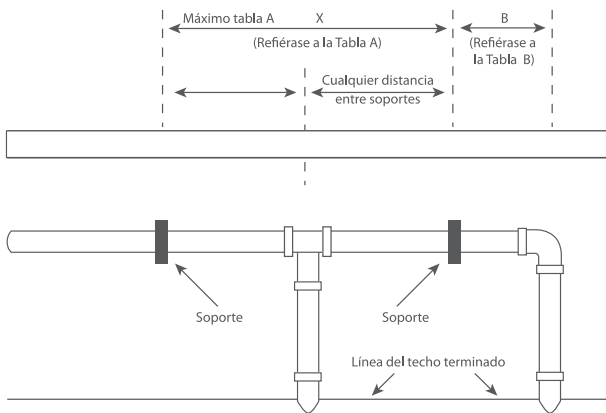 Máximo tabla A X
(Refiérase a la Tabla A)
B
(Refiérase a
la Tabla B)
Cualquier distancia
entre soportes
Soporte
Soporte
Línea del techo terminado